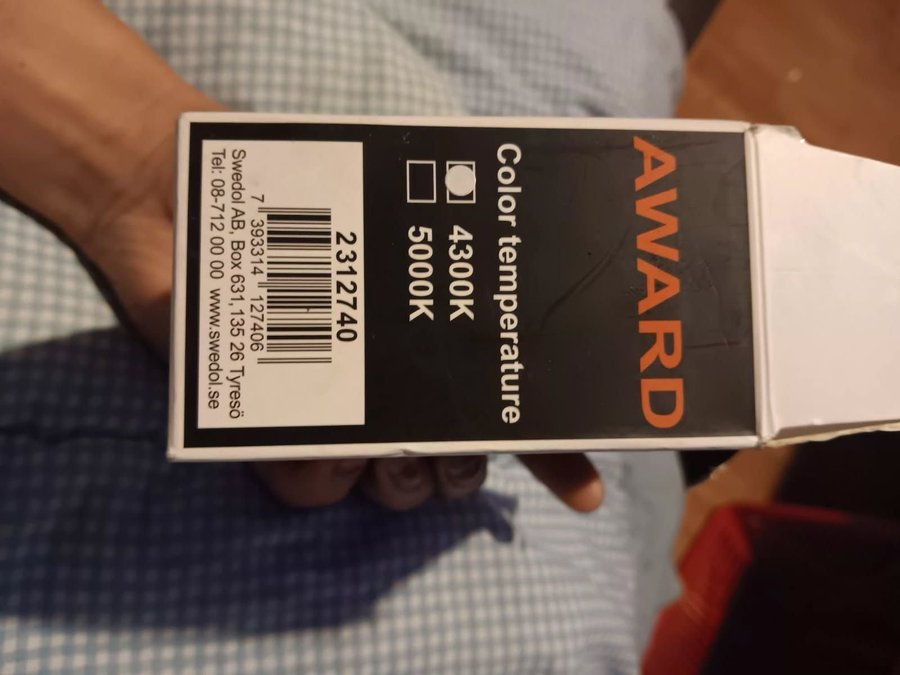 AWARD
Color temperature
4300K
5000K
2312740
7 393314 127406
Swedol AB, Box 631,135 26 Tyresö
Tel: 08-712 00 00 www.swedol.se